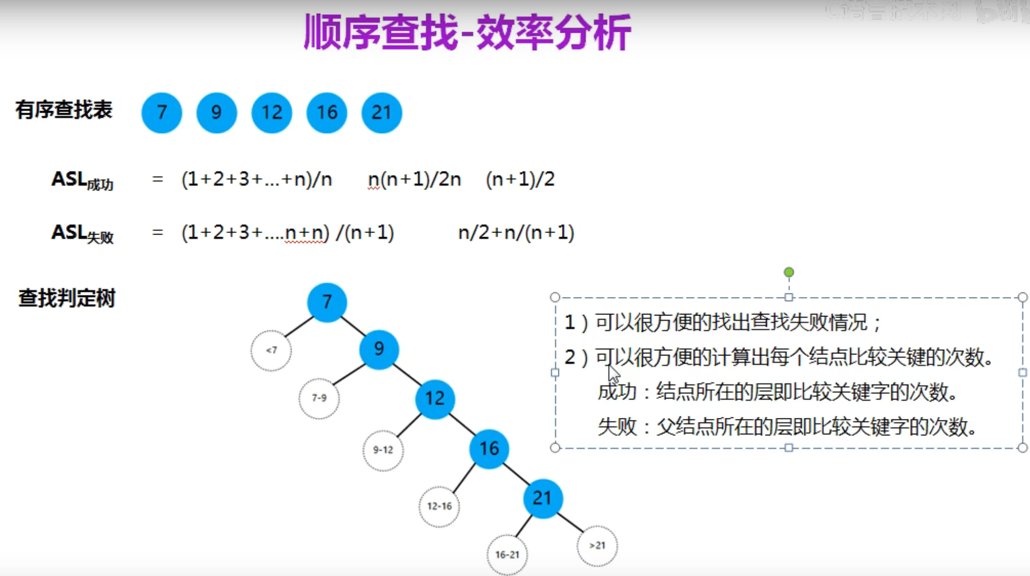 顺序查找-效率分析
有序查找表 7 9 12 16 21
ASL成功 = (1+2+3+...+n)/n n(n+1)/2n (n+1)/2
ASL失败 = (1+2+3+....n+n) /(n+1) n/2+n/(n+1)
查找判定树
7
<7
9
7-9
12
9-12
16
12-16
21
16-21
>21
1）可以很方便的找出查找失败情况；
2）可以很方便的计算出每个结点比较关键的次数。
成功：结点所在的层即比较关键字的次数。
失败：父结点所在的层即比较关键字的次数。